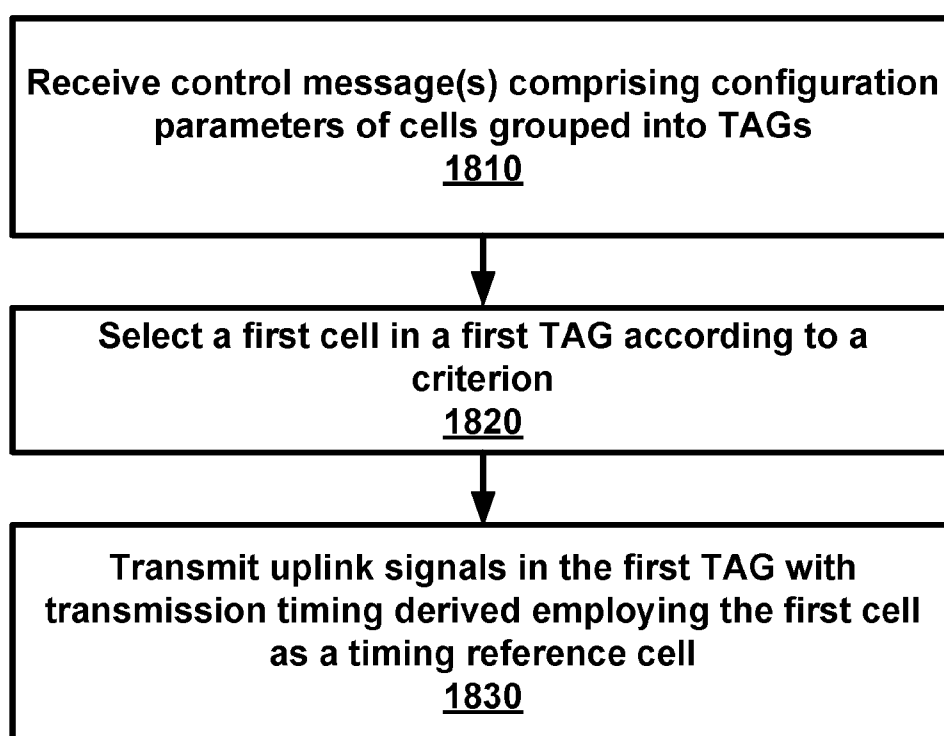 Receive control message(s) comprising configuration
parameters of cells grouped into TAGs
1810
Select a first cell in a first TAG according to a
criterion
1820
Transmit uplink signals in the first TAG with
transmission timing derived employing the first cell
as a timing reference cell
1830